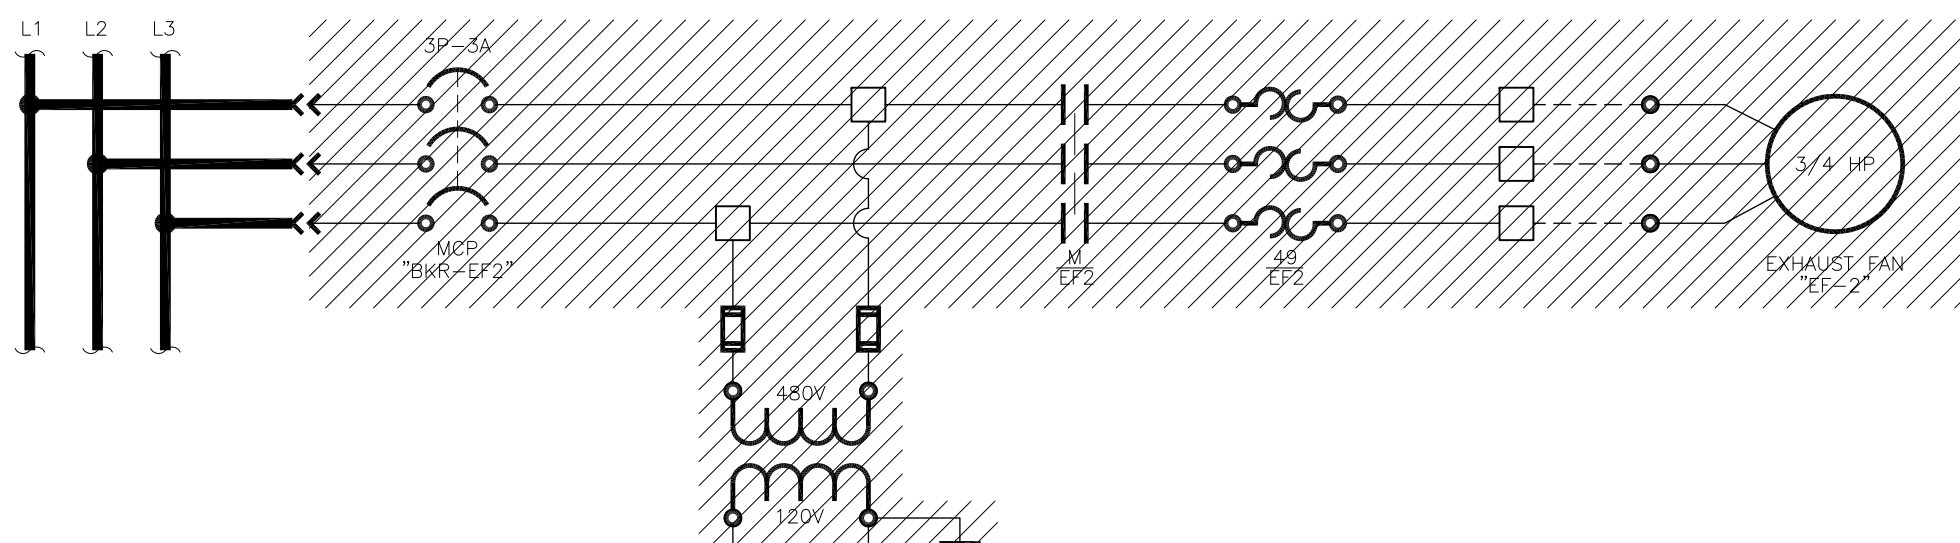 L1 L2 L3
3P-3A
MCP
"BKR-EF2"
M
EF2
49
EF2
3/4 HP
EXHAUST FAN
"EF-2"
480V
120V